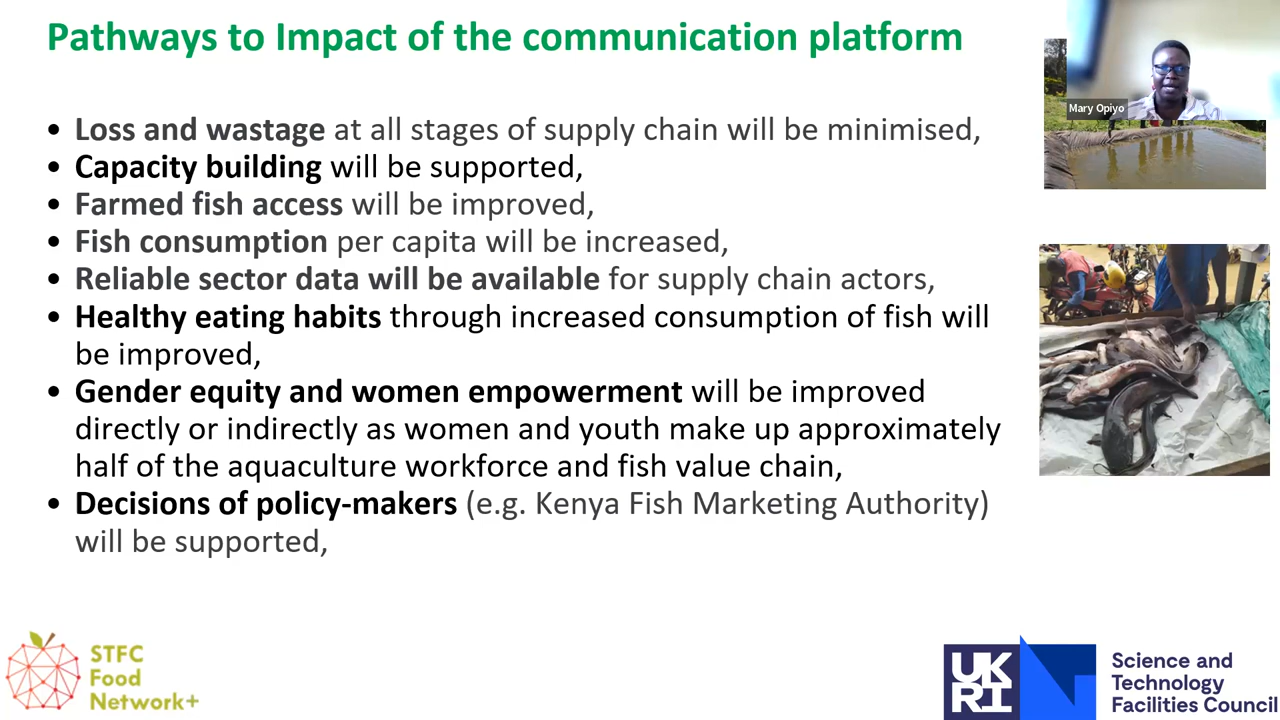 Pathways to Impact of the communication platform
Mary Opiyo
• Loss and wastage at all stages of supply chain will be minimised,
• Capacity building will be supported,
• Farmed fish access will be improved,
• Fish consumption per capita will be increased,
• Reliable sector data will be available for supply chain actors,
• Healthy eating habits through increased consumption of fish will
be improved,
• Gender equity and women empowerment will be improved
directly or indirectly as women and youth make up approximately
half of the aquaculture workforce and fish value chain,
• Decisions of policy-makers (e.g. Kenya Fish Marketing Authority)
will be supported,
STFC
Food
Network+
UK
RI
Science and
Technology
Facilities Council